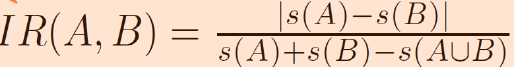 IR(A, B) = |s(A)−s(B)| / s(A)+s(B)−s(A∪B)